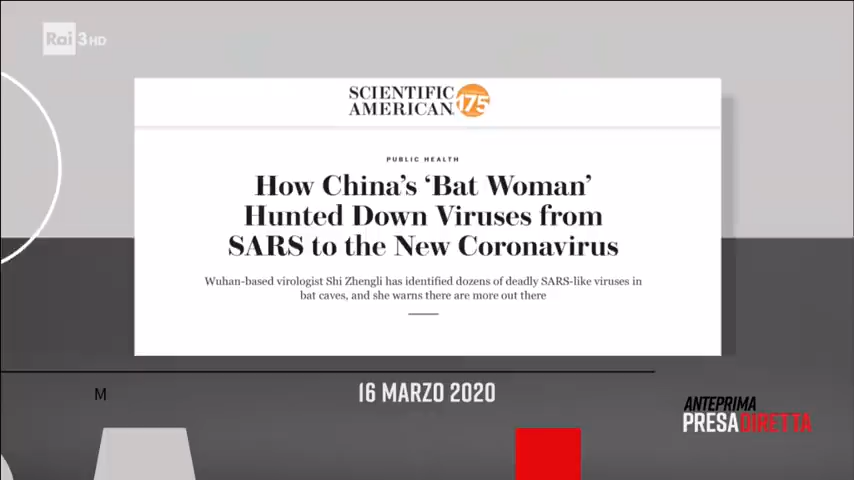 Rai 3 HD
SCIENTIFIC
AMERICAN
175
PUBLIC HEALTH
How China's 'Bat Woman'
Hunted Down Viruses from
SARS to the New Coronavirus
Wuhan-based virologist Shi Zhengli has identified dozens of deadly SARS-like viruses in
bat caves, and she warns there are more out there
M
16 MARZO 2020
ANTEPRIMA
PRESADIRETTA